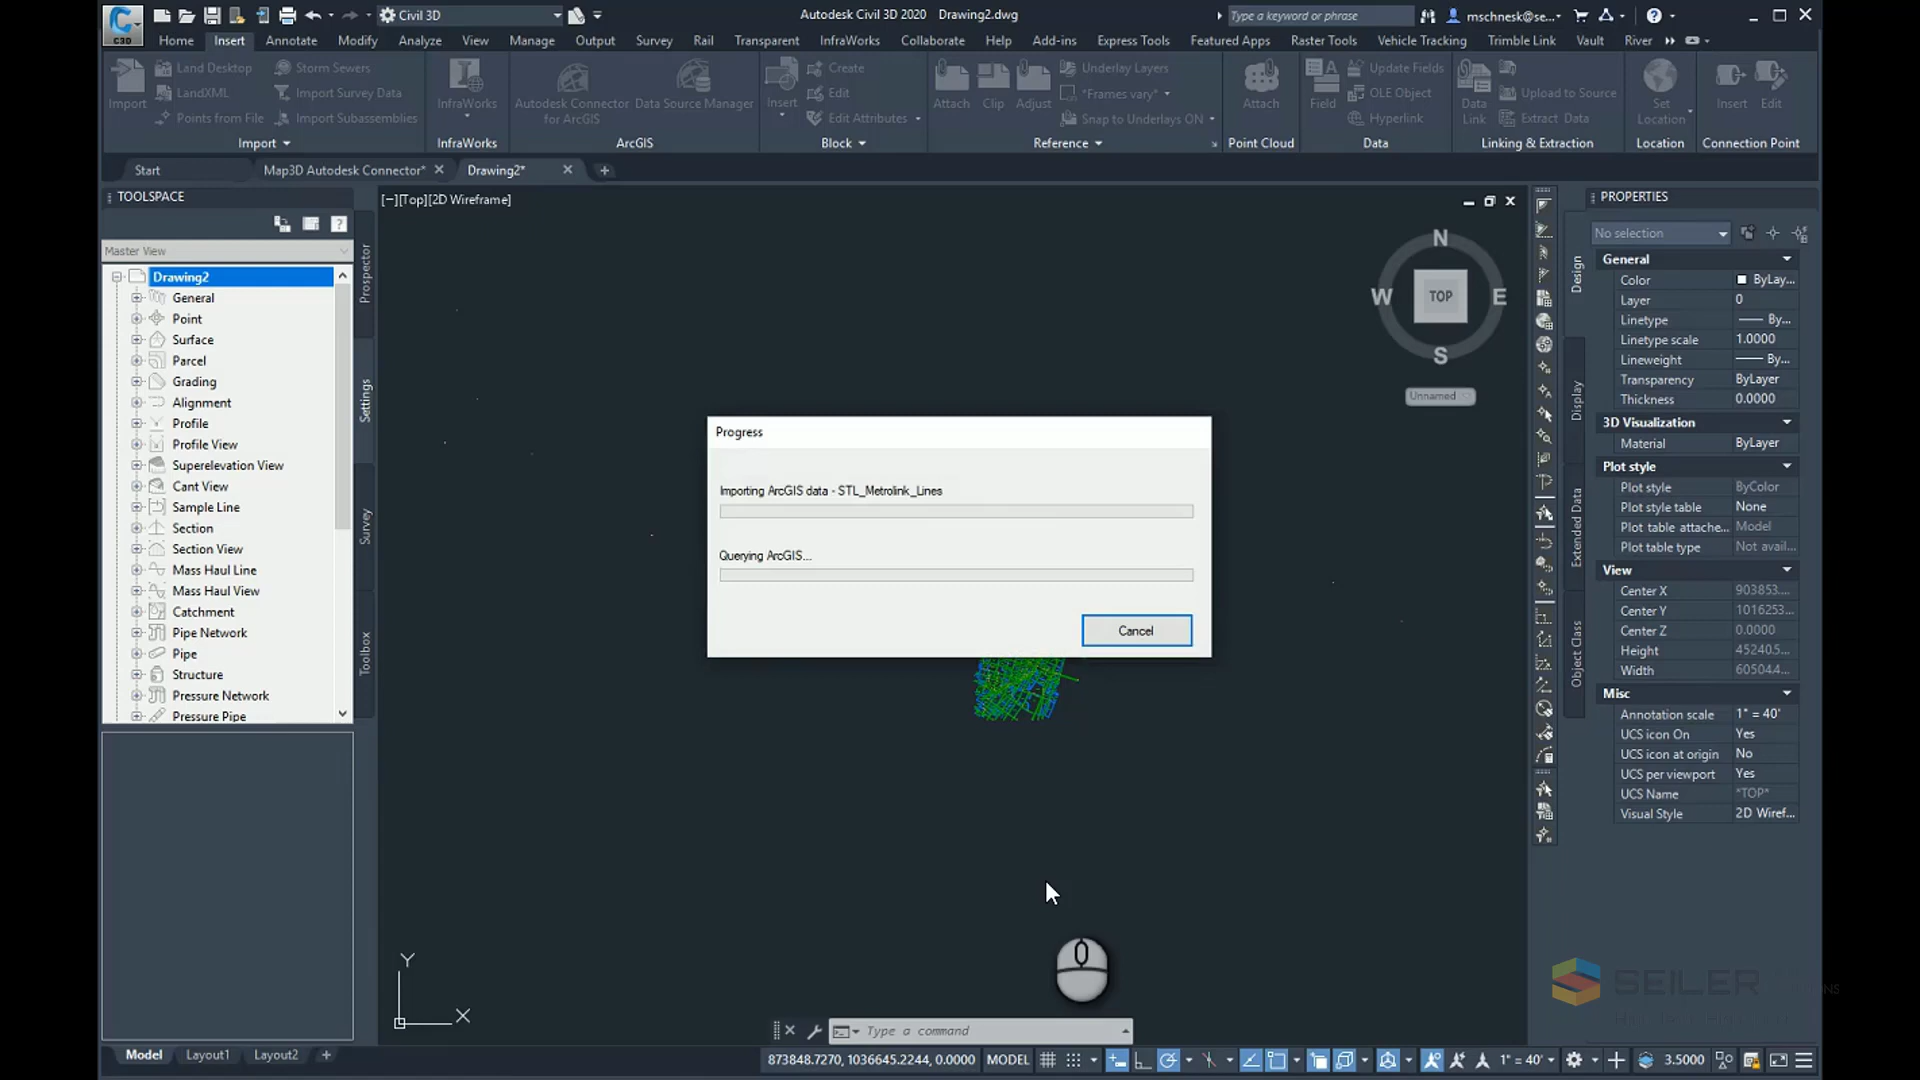 Civil 3D
Autodesk Civil 3D 2020 Drawing2.dwg
Type a keyword or phrase
mschnesk@se...
C3D
Home Insert Annotate Modify Analyze View Manage Output Survey Rail Transparent InfraWorks Collaborate Help Add-ins Express Tools Featured Apps Raster Tools Vehicle Tracking Trimble Link Vault River
Import
Land Desktop
LandXML
Points from File
Storm Sewers
Import Survey Data
Import Subassemblies
InfraWorks
Autodesk Connector for ArcGIS
Data Source Manager
Insert
Create
Edit
Edit Attributes
Attach
Clip
Adjust
Underlay Layers
*Frames vary*
Snap to Underlays ON
Attach
Field
Update Fields
OLE Object
Hyperlink
Data Link
Upload to Source
Extract Data
Set Location
Insert
Edit
Import InfraWorks ArcGIS Block Reference Point Cloud Data Linking & Extraction Location Connection Point
Start Map3D Autodesk Connector* Drawing2*
TOOLSPACE
Master View
Drawing2
General
Point
Surface
Parcel
Grading
Alignment
Profile
Profile View
Superelevation View
Cant View
Sample Line
Section
Section View
Mass Haul Line
Mass Haul View
Catchment
Pipe Network
Pipe
Structure
Pressure Network
Pressure Pipe
Prospector
Settings
Survey
Toolbox
[−][Top][2D Wireframe]
N
W TOP E
S
Unnamed
Progress
Importing ArcGIS data - STL_Metrolink_Lines
Querying ArcGIS...
Cancel
Y
X
Type a command
PROPERTIES
No selection
Design
Display
Extended Data
Object Class
General
Color ByLay...
Layer 0
Linetype By...
Linetype scale 1.0000
Lineweight By...
Transparency ByLayer
Thickness 0.0000
3D Visualization
Material ByLayer
Plot style
Plot style ByColor
Plot style table None
Plot table attache... Model
Plot table type Not avail...
View
Center X 903853....
Center Y 1016253...
Center Z 0.0000
Height 45240.5...
Width 60504.4...
Misc
Annotation scale 1" = 40'
UCS icon On Yes
UCS icon at origin No
UCS per viewport Yes
UCS Name *TOP*
Visual Style 2D Wiref...
SEILER
Model Layout1 Layout2
873848.7270, 1036645.2244, 0.0000 MODEL 1" = 40' 3.5000